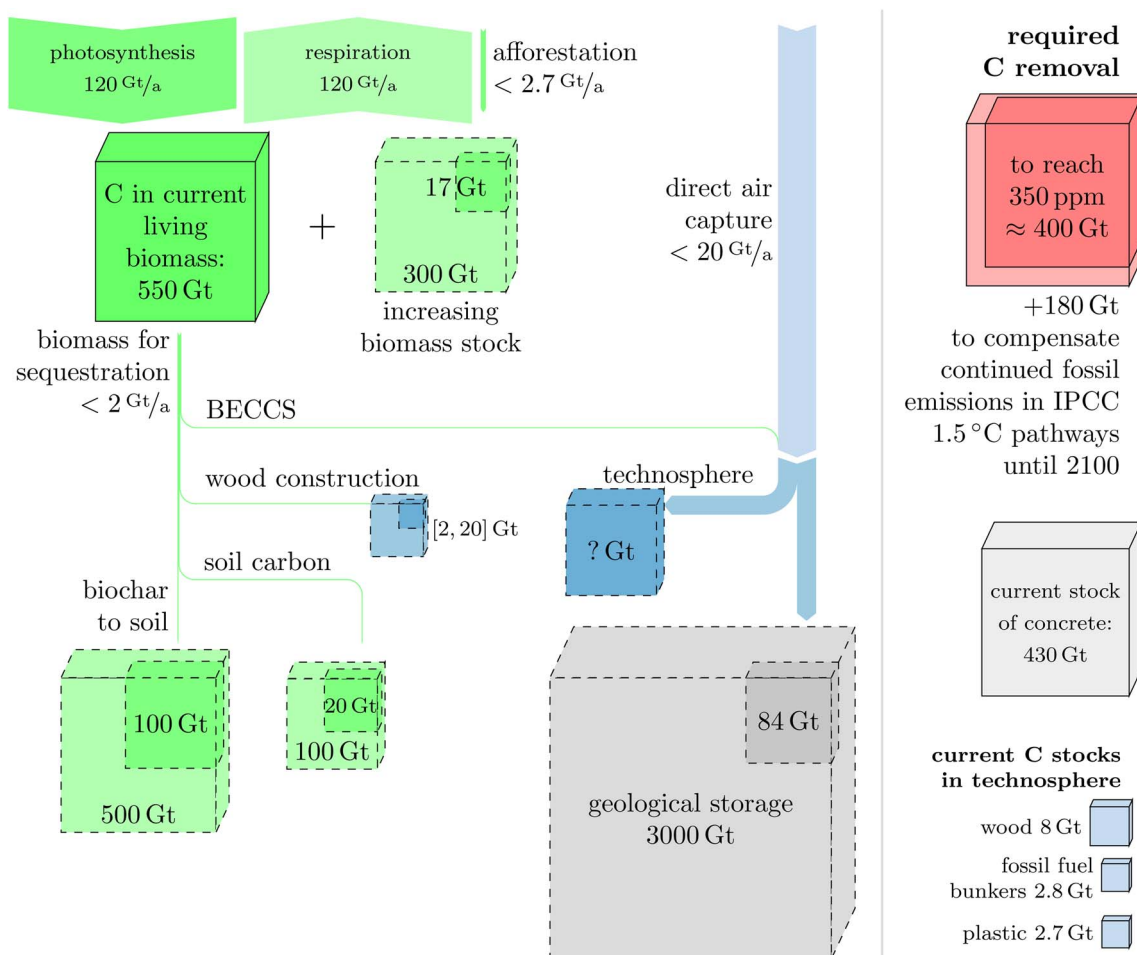 photosynthesis
120 Gt/a
respiration
120 Gt/a
afforestation
< 2.7 Gt/a
C in current
living
biomass:
550 Gt
+
17 Gt
300 Gt
increasing
biomass stock
direct air
capture
< 20 Gt/a
biomass for
sequestration
< 2 Gt/a
BECCS
wood construction
[2, 20] Gt
technosphere
? Gt
soil carbon
biochar
to soil
100 Gt
500 Gt
20 Gt
100 Gt
84 Gt
geological storage
3000 Gt
required
C removal
to reach
350 ppm
≈ 400 Gt
+180 Gt
to compensate
continued fossil
emissions in IPCC
1.5 °C pathways
until 2100
current stock
of concrete:
430 Gt
current C stocks
in technosphere
wood 8 Gt
fossil fuel
bunkers 2.8 Gt
plastic 2.7 Gt